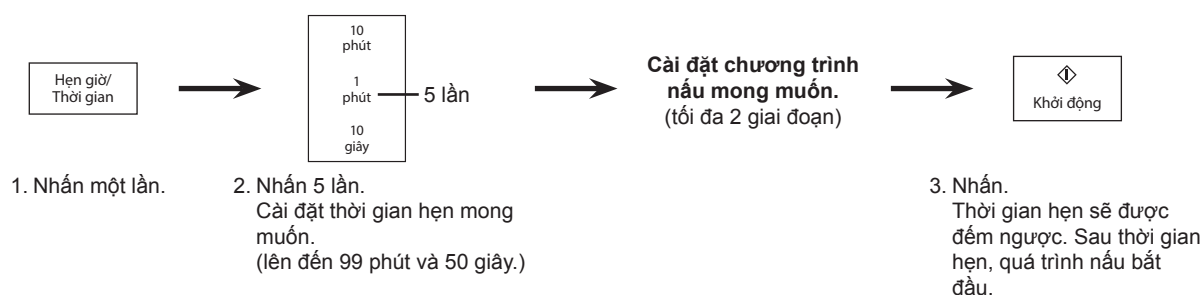 Hẹn giờ/
Thời gian
10
phút
1
phút
5 lần
10
giây
Cài đặt chương trình
nấu mong muốn.
(tối đa 2 giai đoạn)
Khởi động
1. Nhấn một lần.
2. Nhấn 5 lần.
Cài đặt thời gian hẹn mong
muốn.
(lên đến 99 phút và 50 giây.)
3. Nhấn.
Thời gian hẹn sẽ được
đếm ngược. Sau thời gian
hẹn, quá trình nấu bắt
đầu.